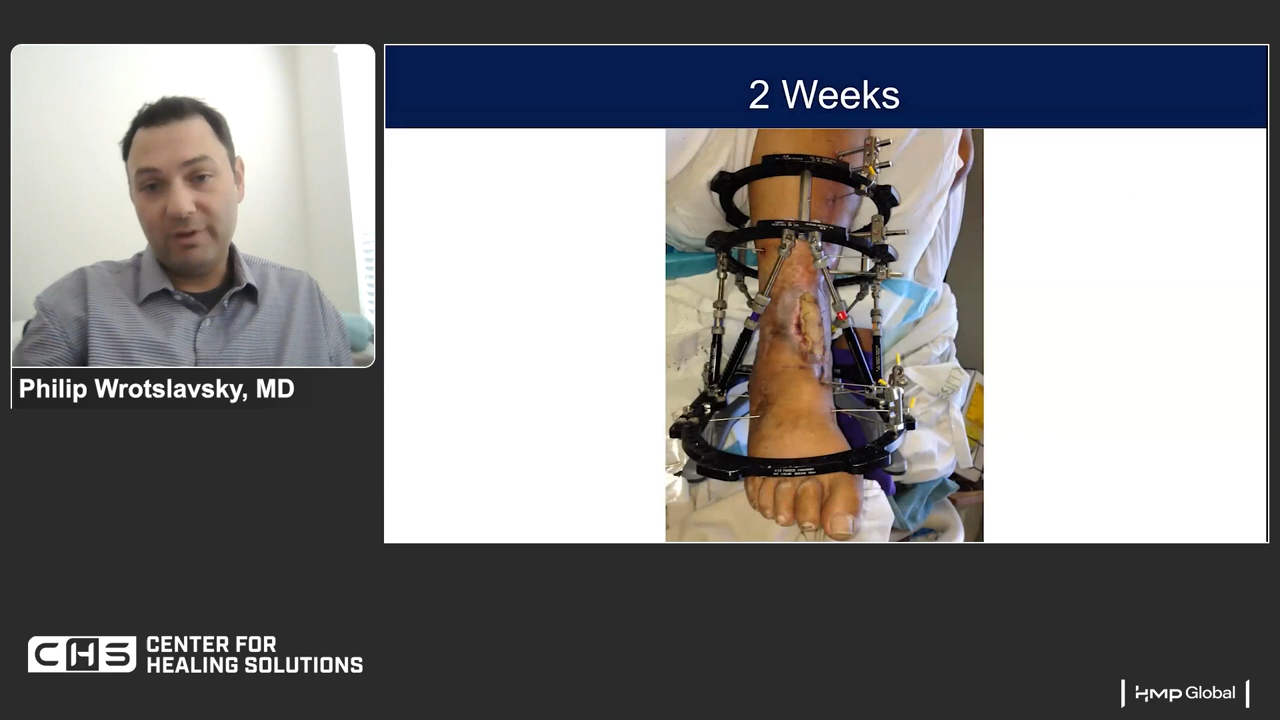 2 Weeks
Philip Wrotslavsky, MD
CHS
CENTER FOR
HEALING SOLUTIONS
HMP Global